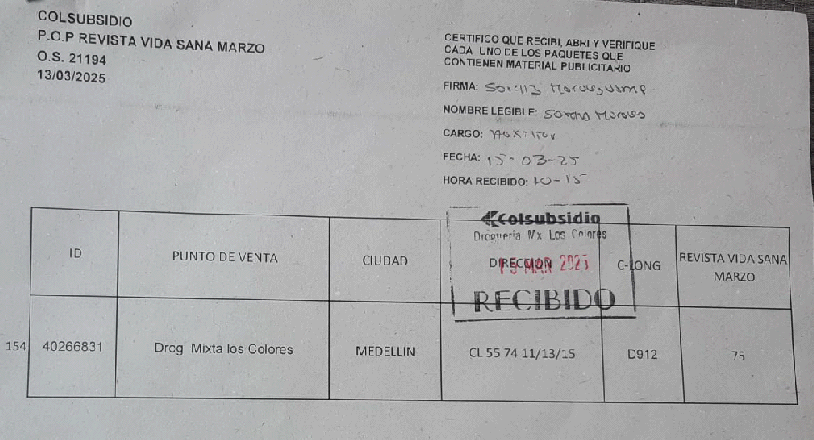 COLSUBSIDIO
P.O.P REVISTA VIDA SANA MARZO
O.S. 21194
13/03/2025
CERTIFICO QUE RECIBI, ABRI Y VERIFIQUE
CADA UNO DE LOS PAQUETES QUE
CONTIENEN MATERIAL PUBLICITARIO
FIRMA:
NOMBRE LEGIBLE: Sandra
CARGO:
FECHA: 15-03-25
HORA RECIBIDO: 10-15
Colsubsidio
Droguería Mx Los Colores
15 MAR 2025
RECIBIDO
ID PUNTO DE VENTA CIUDAD DIRECCION C-LONG REVISTA VIDA SANA
MARZO
154 40266831 Drog Mixta los Colores MEDELLIN CL 55 74 11/13/15 D912 75